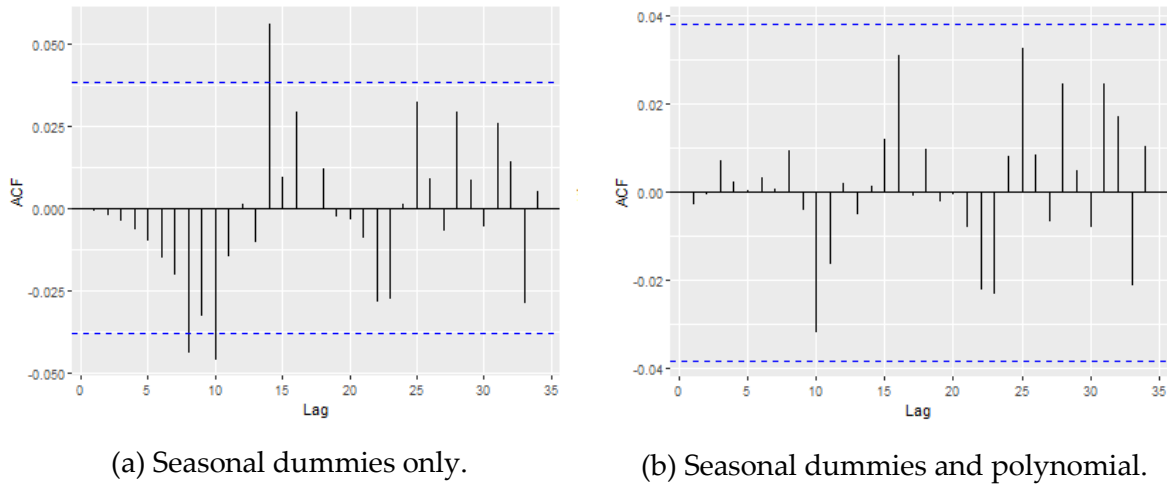 0.050
0.025
0.000
-0.025
-0.050
ACF
0 5 10 15 20 25 30 35
Lag
(a) Seasonal dummies only.
0.04
0.02
0.00
-0.02
-0.04
ACF
0 5 10 15 20 25 30 35
Lag
(b) Seasonal dummies and polynomial.